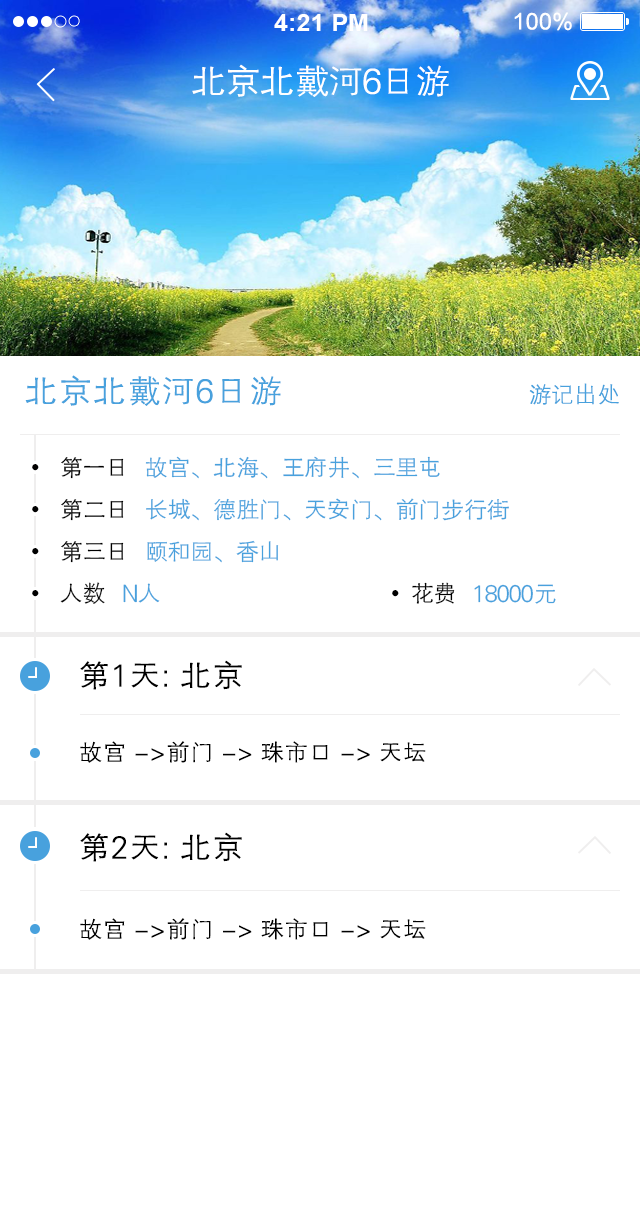 4:21 PM 100%
北京北戴河6日游
北京北戴河6日游 游记出处
• 第一日 故宫、北海、王府井、三里屯
• 第二日 长城、德胜门、天安门、前门步行街
• 第三日 颐和园、香山
• 人数 N人 • 花费 18000元
第1天: 北京
故宫 –>前门 –> 珠市口 –> 天坛
第2天: 北京
故宫 –>前门 –> 珠市口 –> 天坛